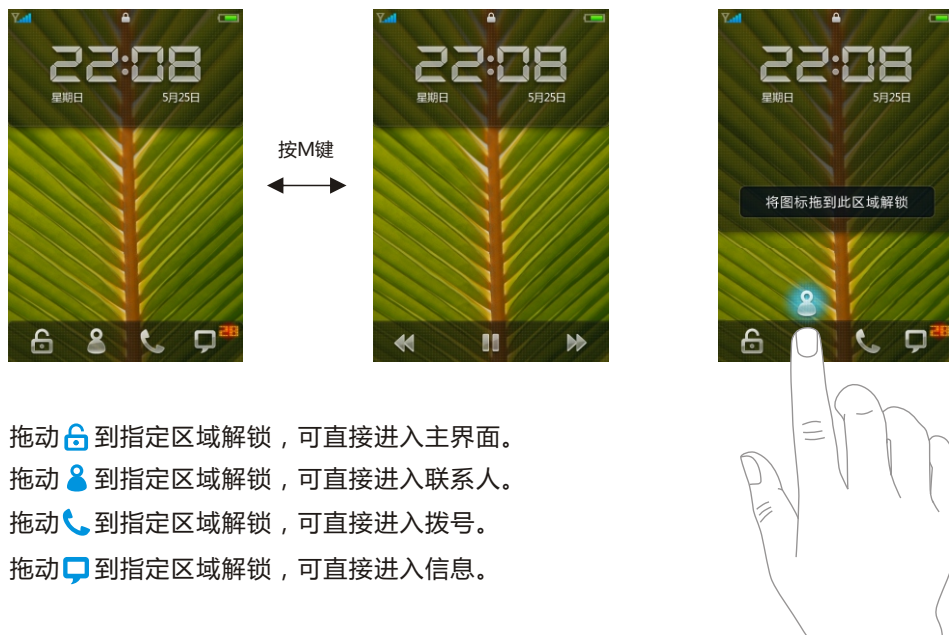 22:08
星期日 5月25日
28
按M键
22:08
星期日 5月25日
22:08
星期日 5月25日
将图标拖到此区域解锁
28
拖动到指定区域解锁，可直接进入主界面。
拖动到指定区域解锁，可直接进入联系人。
拖动到指定区域解锁，可直接进入拨号。
拖动到指定区域解锁，可直接进入信息。